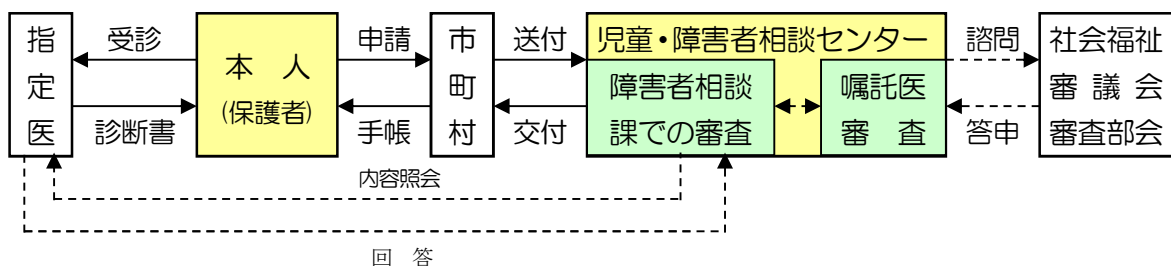 指定医
受診
診断書
本　人
(保護者)
申請
手帳
市町村
送付
交付
児童・障害者相談センター
障害者相談
課での審査
嘱託医
審　査
諮問
答申
社会福祉
審議会
審査部会
内容照会
回　答